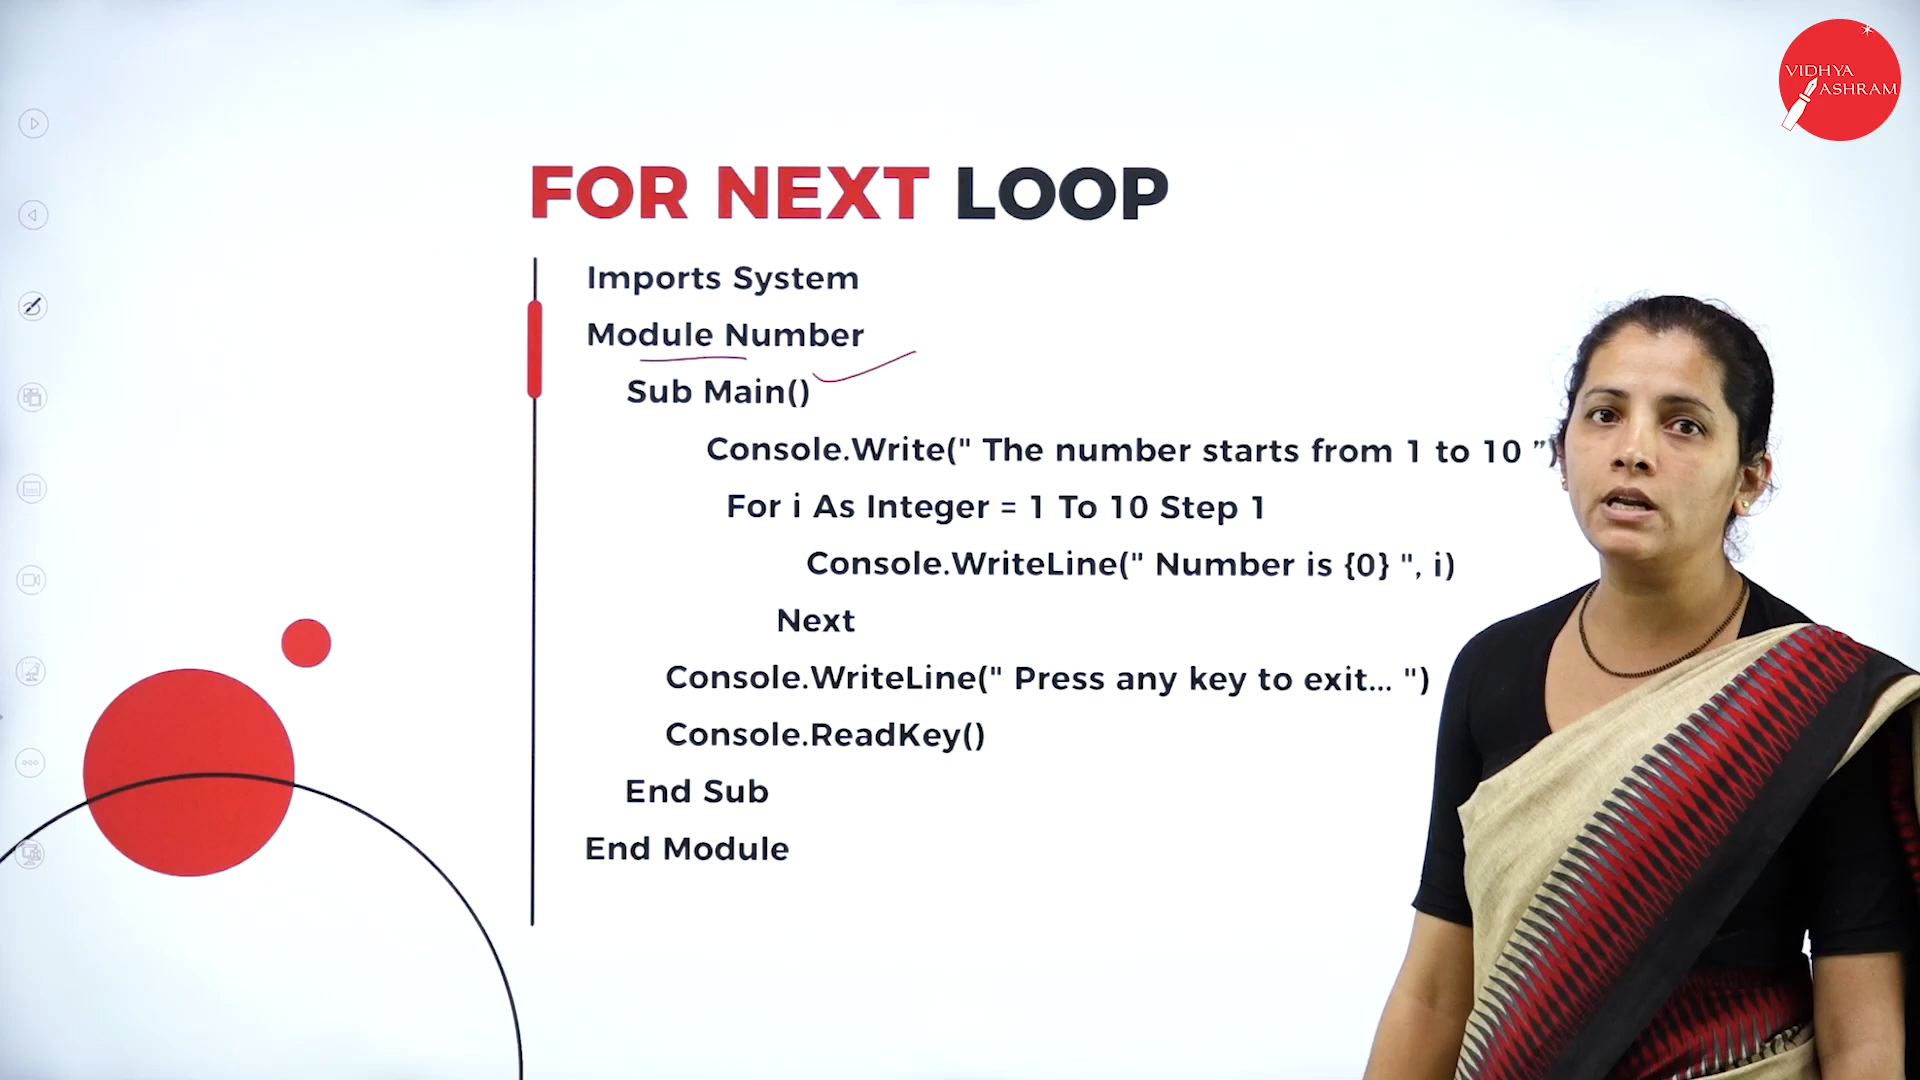 VIDHYA
ASHRAM
FOR NEXT LOOP
Imports System
Module Number
Sub Main()
Console.Write(" The number starts from 1 to 10 ")
For i As Integer = 1 To 10 Step 1
Console.WriteLine(" Number is {0} ", i)
Next
Console.WriteLine(" Press any key to exit... ")
Console.ReadKey()
End Sub
End Module